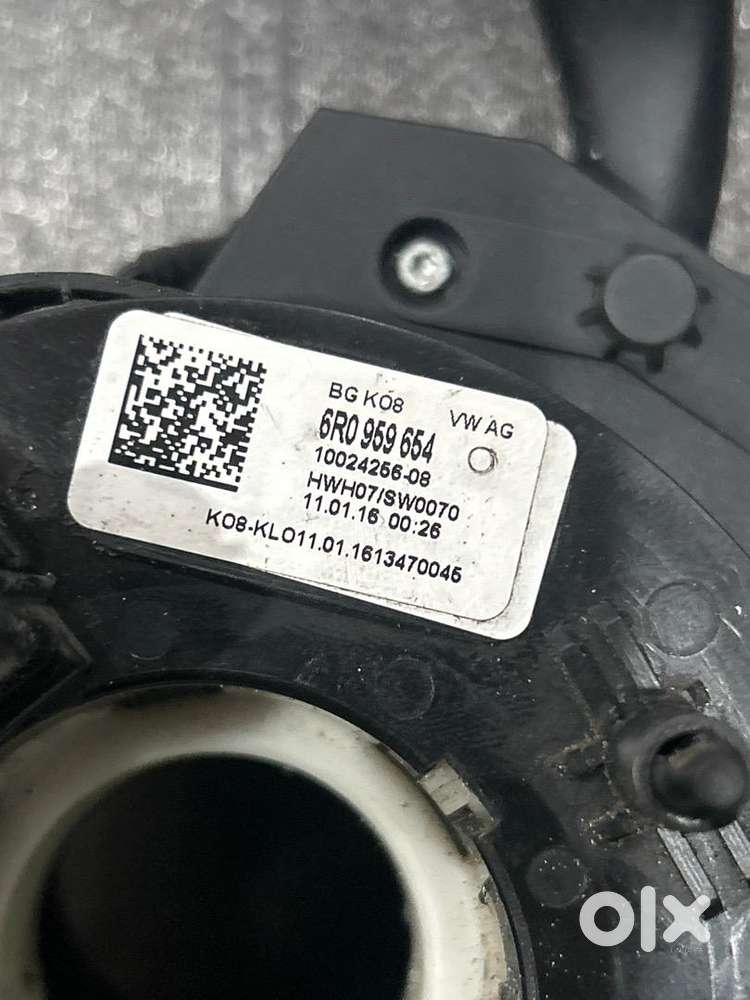 BG K08 VW AG
6R0 959 654
10024256-08
HWH07/SW0070
11.01.16 00:26
K08-KLO11.01.1613470045
olx